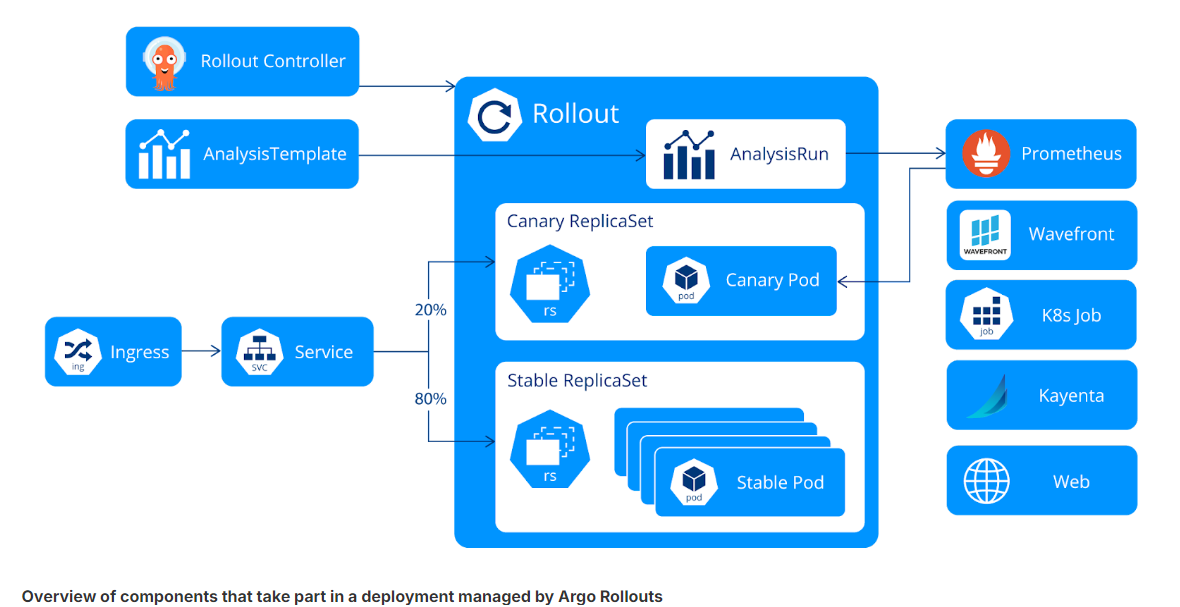 Rollout Controller
AnalysisTemplate
Rollout
AnalysisRun
Prometheus
Canary ReplicaSet
rs
pod
Canary Pod
WAVEFRONT
Wavefront
20%
job
K8s Job
ing
Ingress
SVC
Service
Stable ReplicaSet
80%
rs
pod
Stable Pod
Kayenta
Web
Overview of components that take part in a deployment managed by Argo Rollouts